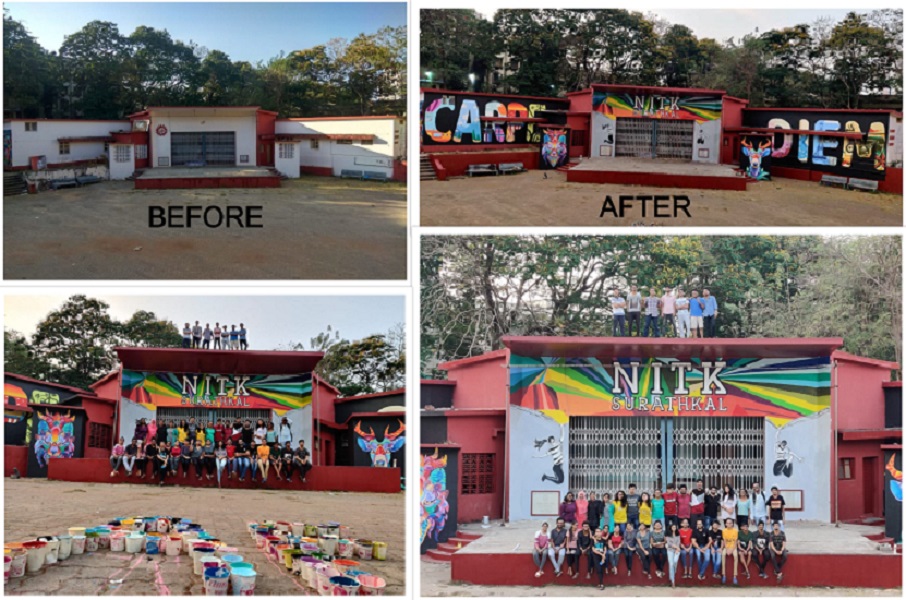 BEFORE
CARPE
NITK
DIEM
AFTER
NITK
SURATHKAL
NITK
SURATHKAL